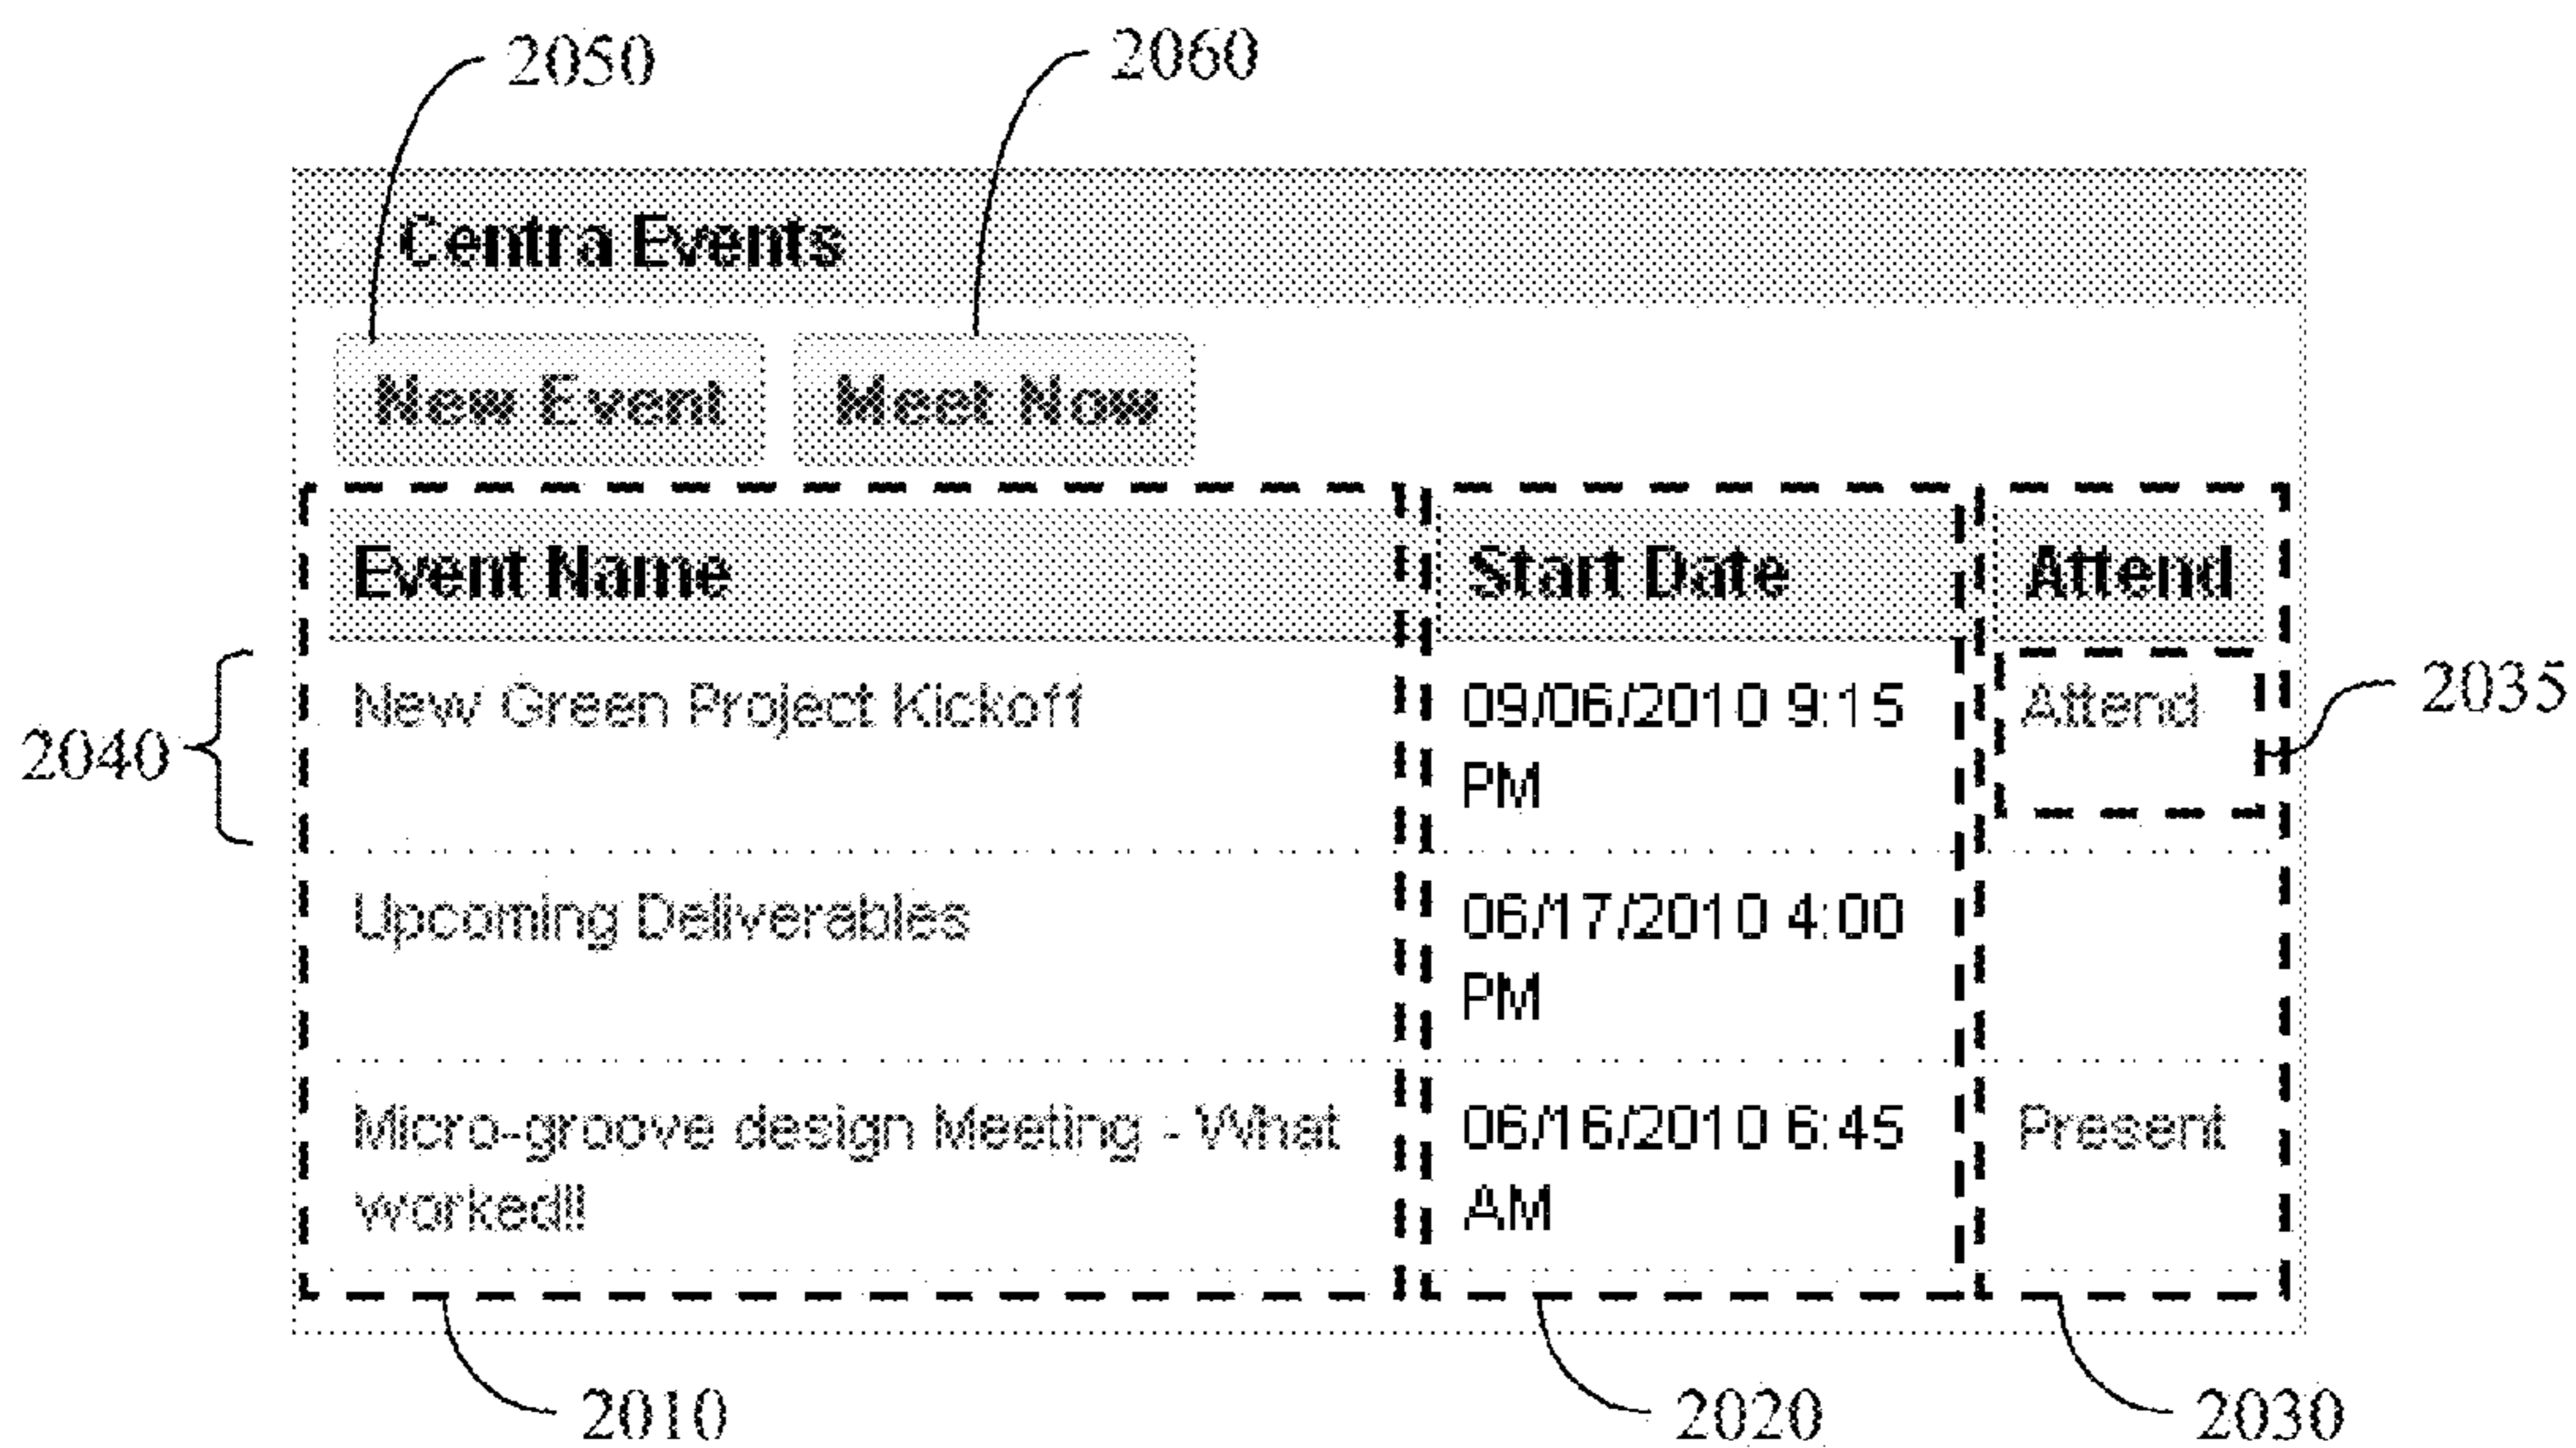 2050
2060
Centra Events
New Event Meet Now
Event Name Start Date Attend
2040
New Green Project Kickoff 09/06/2010 9:15 PM Attend
2035
Upcoming Deliverables 06/17/2010 4:00 PM
Micro-groove design Meeting - What worked!! 06/16/2010 6:45 AM Present
2010
2020
2030